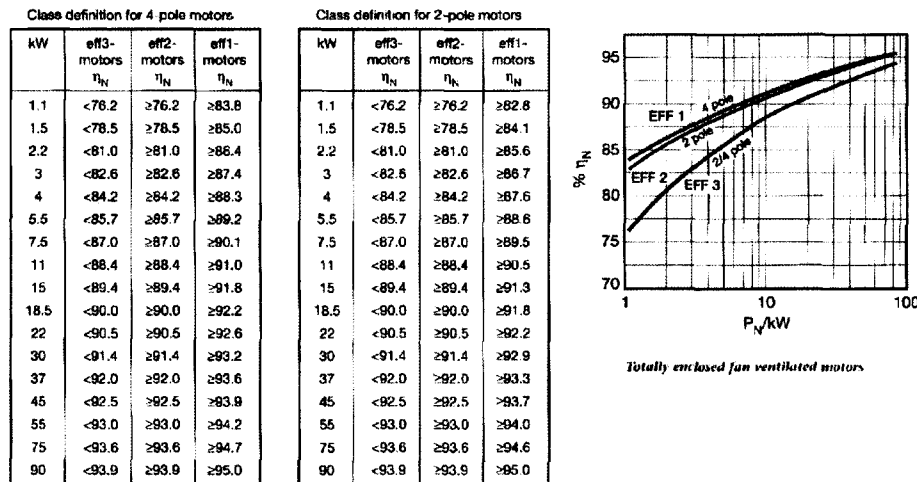 Class definition for 4-pole motors
kW eff3- motors ηN eff2- motors ηN eff1- motors ηN
1.1 <76.2 ≥76.2 ≥83.8
1.5 <78.5 ≥78.5 ≥85.0
2.2 <81.0 ≥81.0 ≥86.4
3 <82.6 ≥82.6 ≥87.4
4 <84.2 ≥84.2 ≥88.3
5.5 <85.7 ≥85.7 ≥89.2
7.5 <87.0 ≥87.0 ≥90.1
11 <88.4 ≥88.4 ≥91.0
15 <89.4 ≥89.4 ≥91.8
18.5 <90.0 ≥90.0 ≥92.2
22 <90.5 ≥90.5 ≥92.6
30 <91.4 ≥91.4 ≥93.2
37 <92.0 ≥92.0 ≥93.6
45 <92.5 ≥92.5 ≥93.9
55 <93.0 ≥93.0 ≥94.2
75 <93.6 ≥93.6 ≥94.7
90 <93.9 ≥93.9 ≥95.0
Class definition for 2-pole motors
kW eff3- motors ηN eff2- motors ηN eff1- motors ηN
1.1 <76.2 ≥76.2 ≥82.8
1.5 <78.5 ≥78.5 ≥84.1
2.2 <81.0 ≥81.0 ≥85.6
3 <82.6 ≥82.6 ≥86.7
4 <84.2 ≥84.2 ≥87.6
5.5 <85.7 ≥85.7 ≥88.6
7.5 <87.0 ≥87.0 ≥89.5
11 <88.4 ≥88.4 ≥90.5
15 <89.4 ≥89.4 ≥91.3
18.5 <90.0 ≥90.0 ≥91.8
22 <90.5 ≥90.5 ≥92.2
30 <91.4 ≥91.4 ≥92.9
37 <92.0 ≥92.0 ≥93.3
45 <92.5 ≥92.5 ≥93.7
55 <93.0 ≥93.0 ≥94.0
75 <93.6 ≥93.6 ≥94.6
90 <93.9 ≥93.9 ≥95.0
% ηN
95
90
85
80
75
70
EFF 1
4 pole
2 pole
EFF 2
2/4 pole
EFF 3
1 10 100
PN/kW
Totally enclosed fan ventilated motors